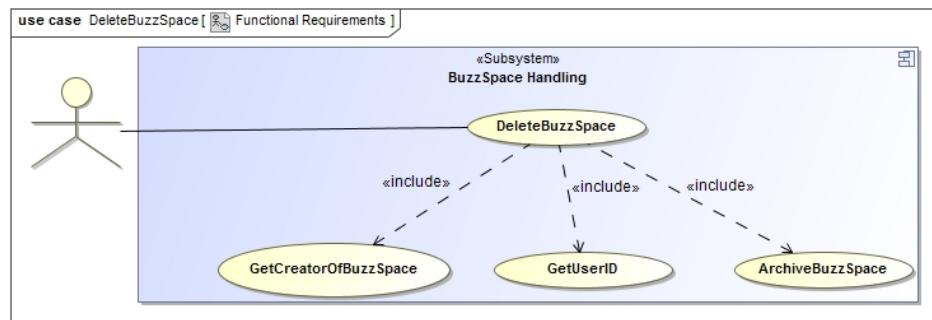 use case DeleteBuzzSpace [ Functional Requirements ]
«Subsystem»
BuzzSpace Handling
DeleteBuzzSpace
«include»
«include»
«include»
GetCreatorOfBuzzSpace
GetUserID
ArchiveBuzzSpace